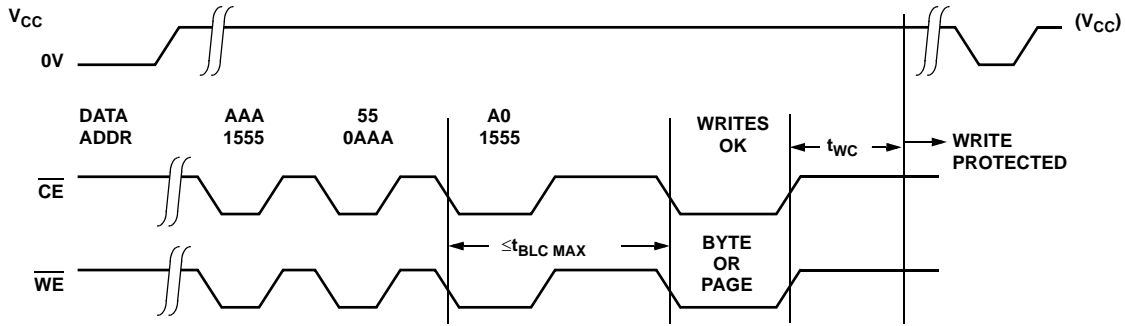 VCC
(VCC)
0V
DATA AAA 55 A0 WRITES
ADDR 1555 0AAA 1555 OK
tWC
WRITE
PROTECTED
CE
≤tBLC MAX
BYTE
OR
PAGE
WE